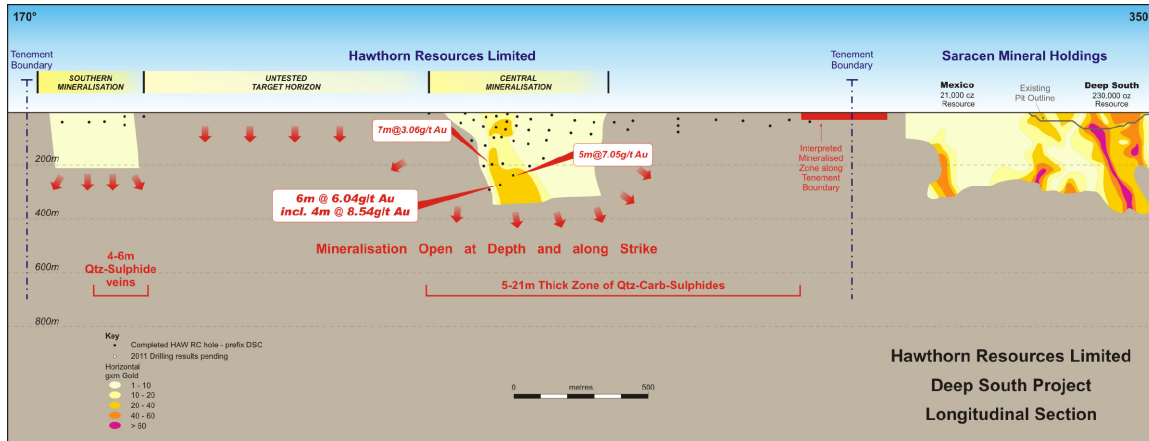 170°
350
Tenement
Boundary
Hawthorn Resources Limited
Tenement
Boundary
Saracen Mineral Holdings
SOUTHERN
MINERALISATION
UNTESTED
TARGET HORIZON
CENTRAL
MINERALISATION
Mexico
21,000 oz
Resource
Existing
Pit Outline
Deep South
230,000 oz
Resource
7m@3.06g/t Au
5m@7.05g/t Au
Interpreted
Mineralised
Zone along
Tenement
Boundary
200m
6m @ 6.04g/t Au
incl. 4m @ 8.54g/t Au
400m
Mineralisation Open at Depth and along Strike
4-6m
Qtz-Sulphide
veins
600m
5-21m Thick Zone of Qtz-Carb-Sulphides
800m
Key
Completed HAW RC hole - prefix DSC
2011 Drilling results pending
Horizontal
gxm Gold
1 - 10
10 - 20
20 - 40
40 - 60
> 60
0 metres 500
Hawthorn Resources Limited
Deep South Project
Longitudinal Section